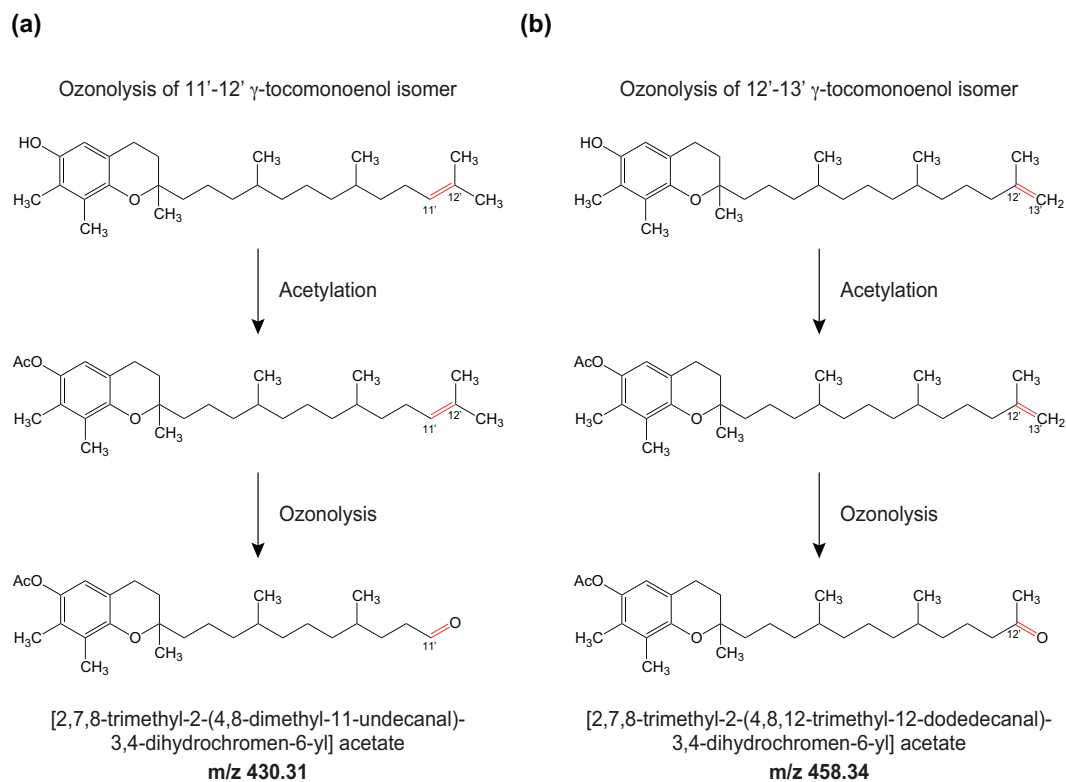 (a)
Ozonolysis of 11'-12' γ-tocomonoenol isomer
HO
H₃C
CH₃
O
CH₃
CH₃
CH₃
CH₃
CH₃
11'
12'
Acetylation
AcO
H₃C
CH₃
O
CH₃
CH₃
CH₃
CH₃
CH₃
11'
12'
Ozonolysis
AcO
H₃C
CH₃
O
CH₃
CH₃
CH₃
O
11'
[2,7,8-trimethyl-2-(4,8-dimethyl-11-undecanal)-
3,4-dihydrochromen-6-yl] acetate
m/z 430.31
(b)
Ozonolysis of 12'-13' γ-tocomonoenol isomer
HO
H₃C
CH₃
O
CH₃
CH₃
CH₃
CH₃
CH₂
12'
13'
Acetylation
AcO
H₃C
CH₃
O
CH₃
CH₃
CH₃
CH₃
CH₂
12'
13'
Ozonolysis
AcO
H₃C
CH₃
O
CH₃
CH₃
CH₃
CH₃
12'
O
[2,7,8-trimethyl-2-(4,8,12-trimethyl-12-dodedecanal)-
3,4-dihydrochromen-6-yl] acetate
m/z 458.34